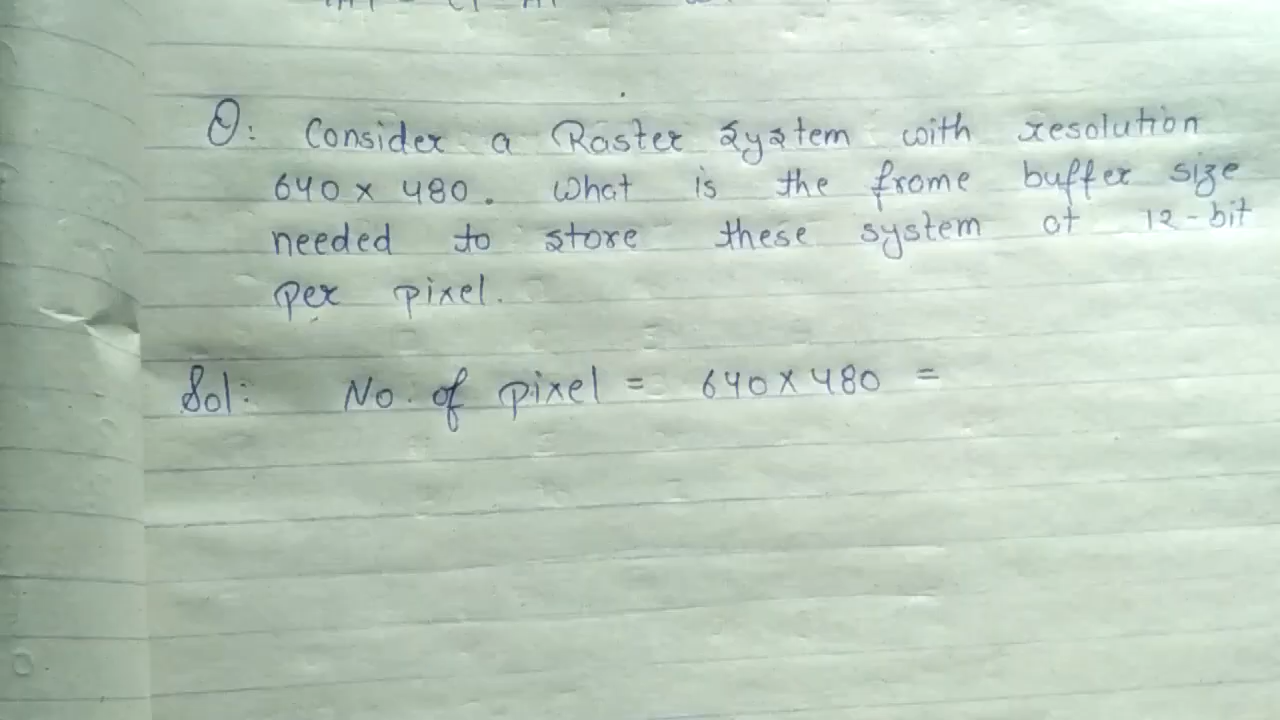 Q: Consider a Raster System with resolution
640 x 480. What is the frome buffer size
needed to store these system at 12-bit
per pixel.
Sol: No. of pixel = 640 x 480 =